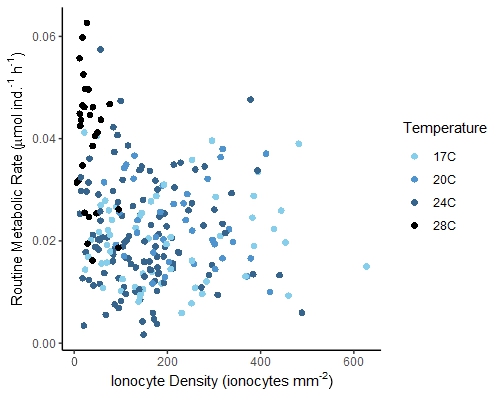 Routine Metabolic Rate (μmol ind.⁻¹ h⁻¹)
0.06
0.04
0.02
0.00
0
200
400
600
Ionocyte Density (ionocytes mm⁻²)
Temperature
17C
20C
24C
28C